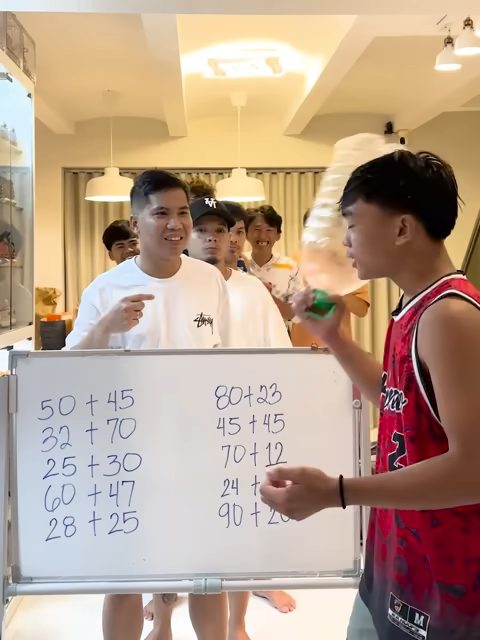 50 + 45
32 + 70
25 + 30
60 + 47
28 + 25
80+23
45 +45
70 + 12
24 +
90 + 20
Stüssy
2
M